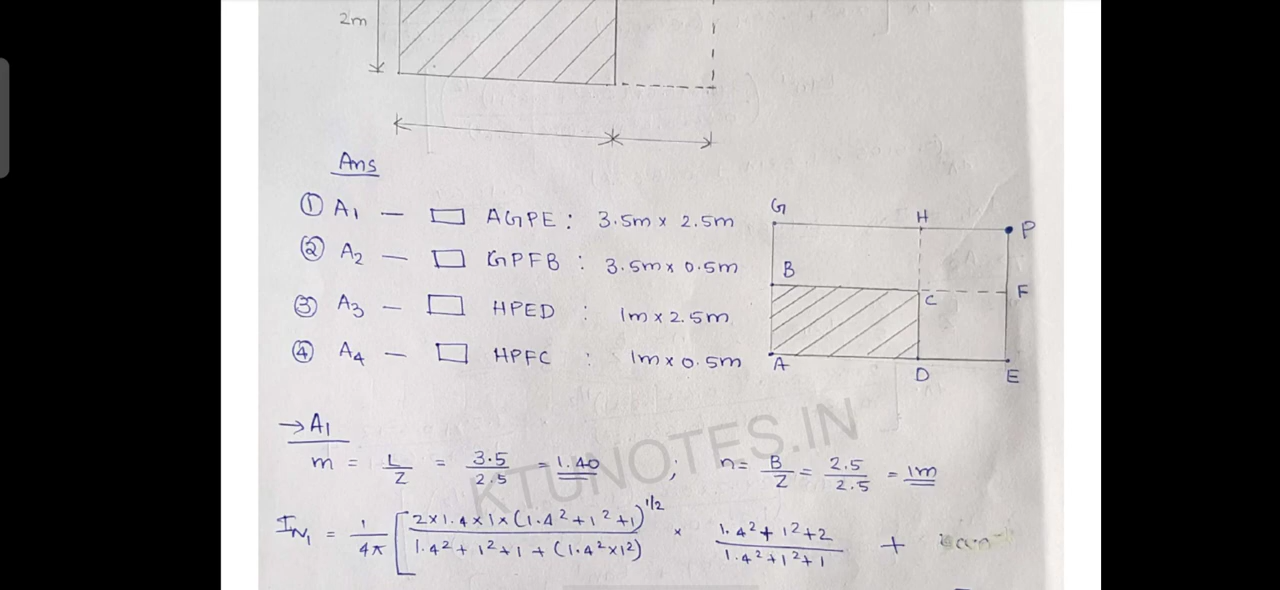 2m
Ans
① A1 — ▭ AGPE : 3.5m × 2.5m
② A2 — ▭ GPFB : 3.5m × 0.5m
③ A3 — ▭ HPED : 1m × 2.5m
④ A4 — ▭ HPFC : 1m × 0.5m
G H P
B C F
A D E
→ A1
m = L/Z = 3.5/2.5 = 1.40 ; n = B/Z = 2.5/2.5 = 1m
KTUNOTES.IN
IN1 = 1/4π [ 2×1.4×1×(1.4²+1²+1)^1/2 / 1.4²+1²+1+(1.4²×1²) × 1.4²+1²+2 / 1.4²+1²+1 +